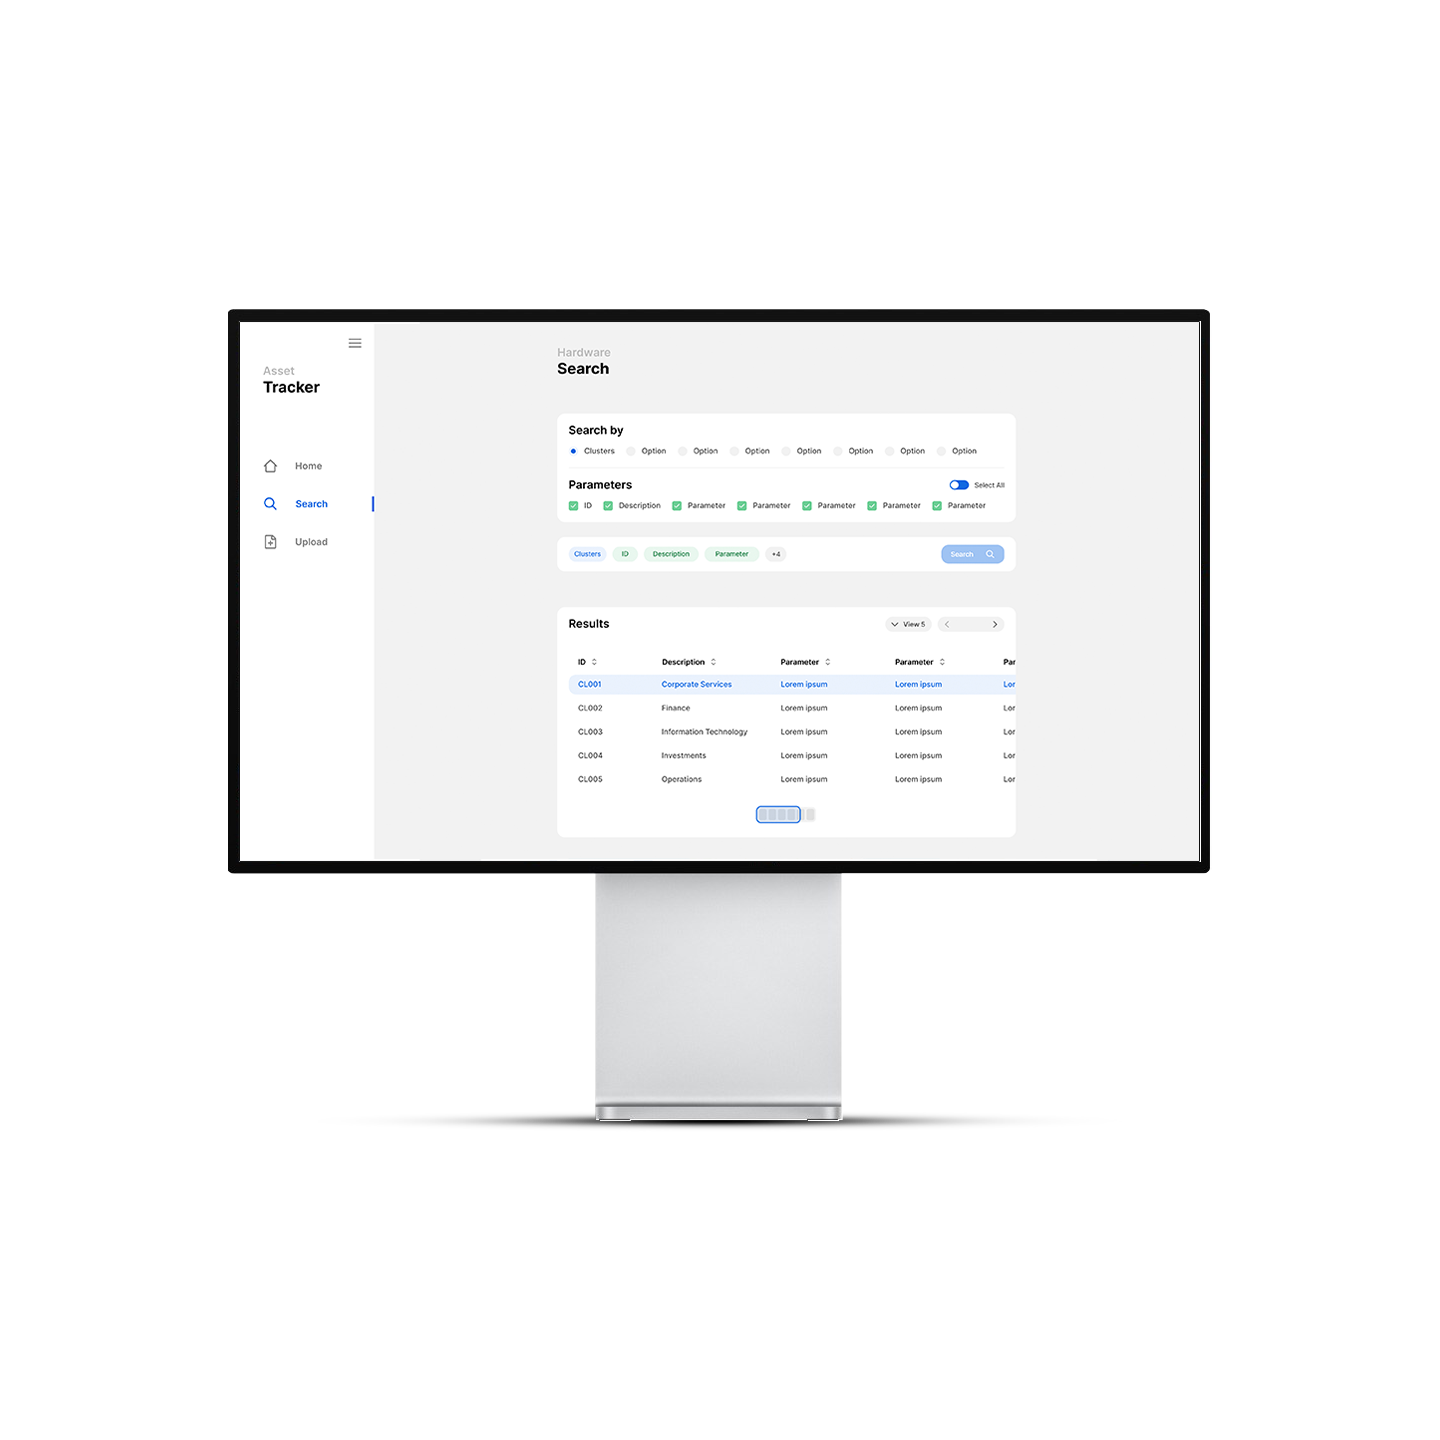 Asset
Tracker
Home
Search
Upload
Hardware
Search
Search by
Clusters Option Option Option Option Option Option Option
Parameters Select All
ID Description Parameter Parameter Parameter Parameter Parameter
Clusters ID Description Parameter +4 Search
Results View 5
ID Description Parameter Parameter Par
CL001 Corporate Services Lorem ipsum Lorem ipsum Lor
CL002 Finance Lorem ipsum Lorem ipsum Lor
CL003 Information Technology Lorem ipsum Lorem ipsum Lor
CL004 Investments Lorem ipsum Lorem ipsum Lor
CL005 Operations Lorem ipsum Lorem ipsum Lor